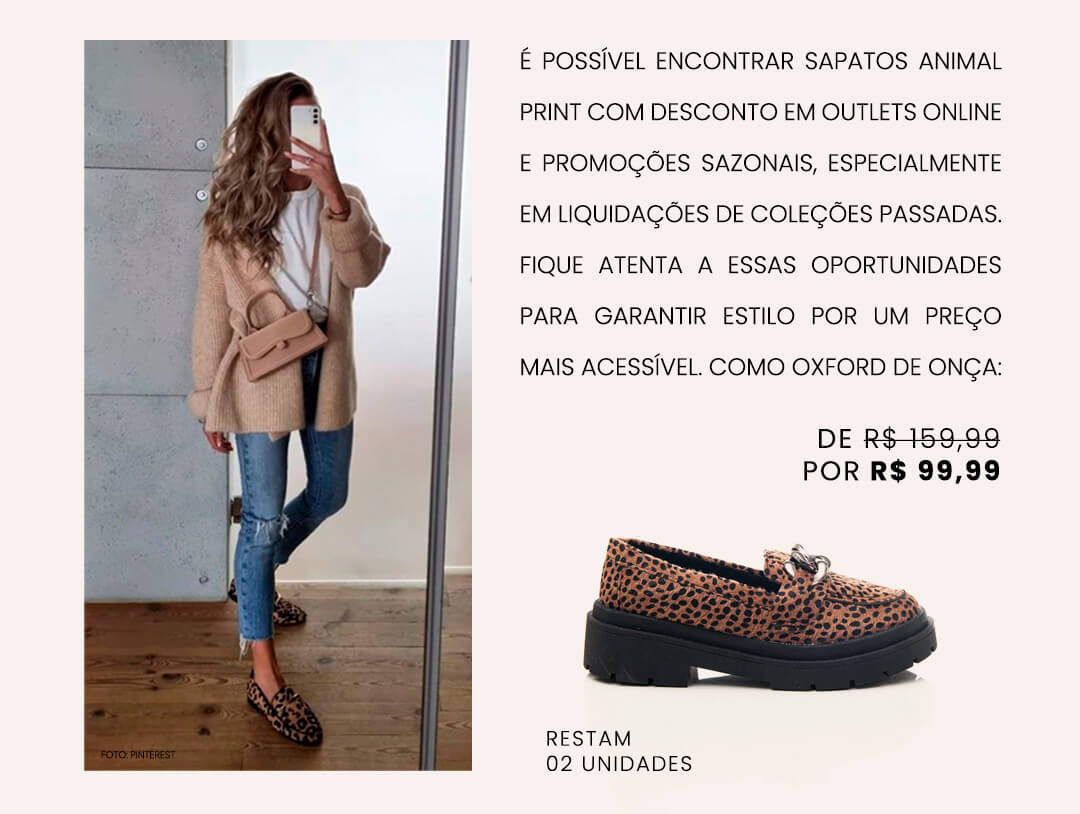 É POSSÍVEL ENCONTRAR SAPATOS ANIMAL
PRINT COM DESCONTO EM OUTLETS ONLINE
E PROMOÇÕES SAZONAIS, ESPECIALMENTE
EM LIQUIDAÇÕES DE COLEÇÕES PASSADAS.
FIQUE ATENTA A ESSAS OPORTUNIDADES
PARA GARANTIR ESTILO POR UM PREÇO
MAIS ACESSÍVEL. COMO OXFORD DE ONÇA:
DE R$ 159,99
POR R$ 99,99
RESTAM
02 UNIDADES
FOTO: PINTEREST